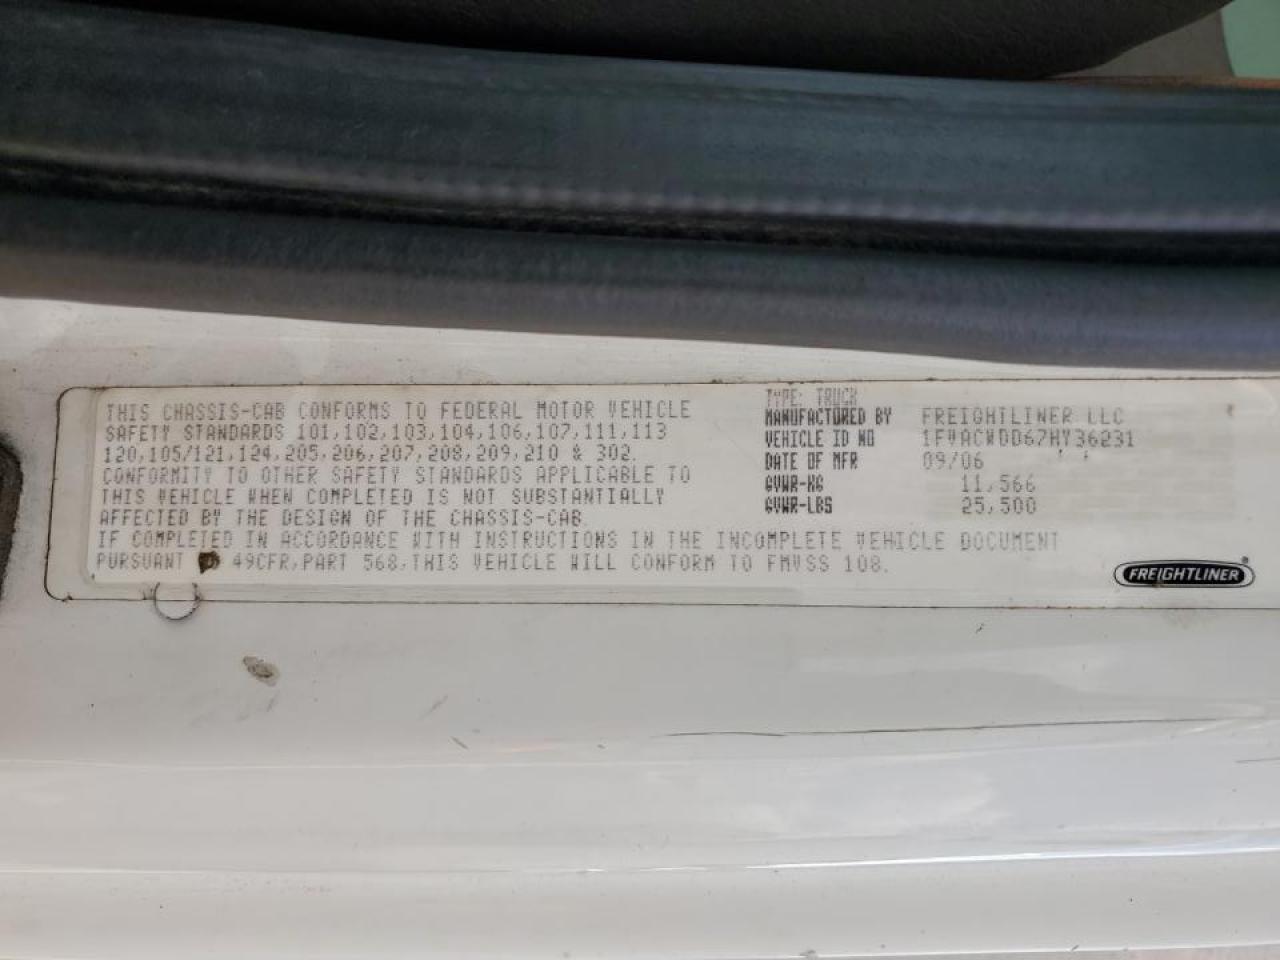 THIS CHASSIS-CAB CONFORMS TO FEDERAL MOTOR VEHICLE
SAFETY STANDARDS 101,102,103,104,106,107,111,113
120,105/121,124,205,206,207,208,209,210 & 302.
CONFORMITY TO OTHER SAFETY STANDARDS APPLICABLE TO
THIS VEHICLE WHEN COMPLETED IS NOT SUBSTANTIALLY
AFFECTED BY THE DESIGN OF THE CHASSIS-CAB.
IF COMPLETED IN ACCORDANCE WITH INSTRUCTIONS IN THE INCOMPLETE VEHICLE DOCUMENT
PURSUANT 49CFR,PART 568,THIS VEHICLE WILL CONFORM TO FMVSS 108.
TYPE: TRUCK
MANUFACTURED BY FREIGHTLINER LLC
VEHICLE ID NO 1FVACWDD67HY36231
DATE OF MFR 09/06
GVWR-KG 11,566
GVWR-LBS 25,500
FREIGHTLINER®